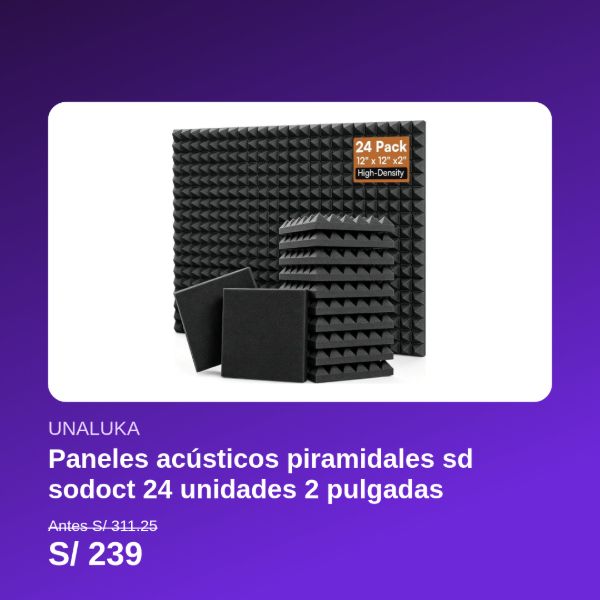 24 Pack
12" x 12" x2"
High-Density
UNALUKA
Paneles acústicos piramidales sd
sodoct 24 unidades 2 pulgadas
Antes S/ 311.25
S/ 239